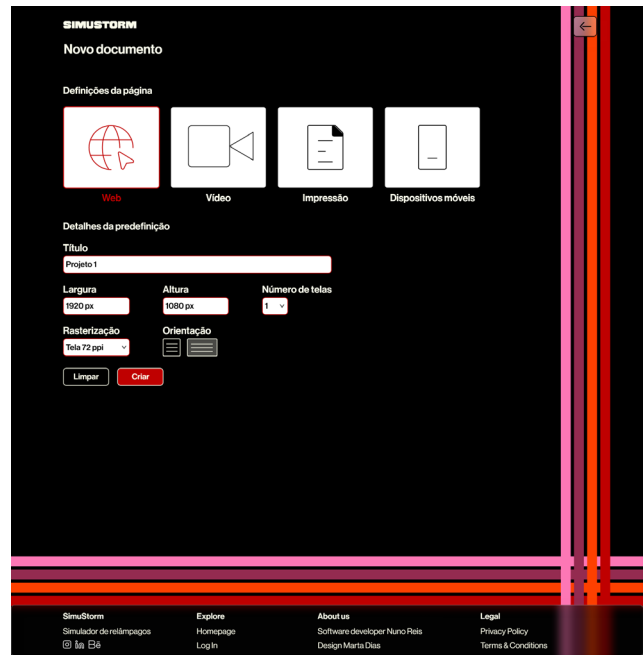 SIMUSTORM
Novo documento
Definições da página
Web
Vídeo
Impressão
Dispositivos móveis
Detalhes da predefinição
Título
Projeto 1
Largura
Altura
Número de telas
1920 px
1080 px
1
Rasterização
Orientação
Tela 72 ppi
Limpar
Criar
SimuStorm
Explore
About us
Legal
Simulador de relâmpagos
Homepage
Software developer Nuno Reis
Privacy Policy
in Bē
Log In
Design Marta Dias
Terms & Conditions